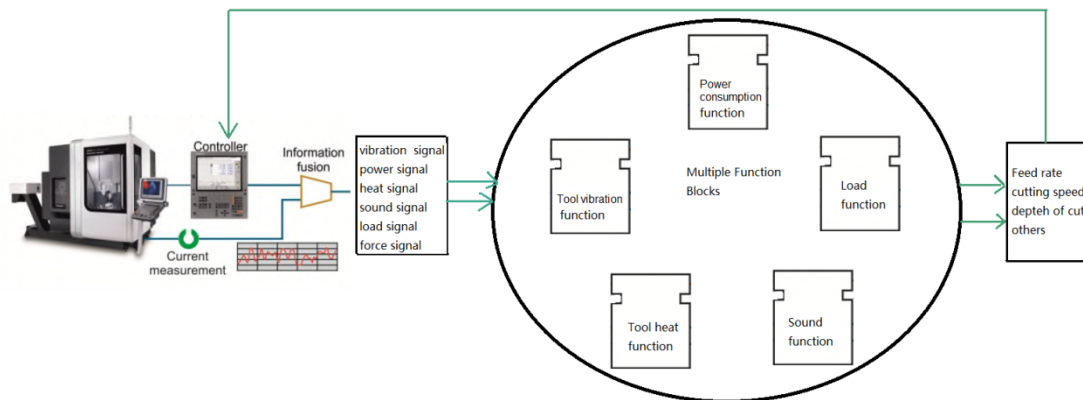 Controller
Information
fusion
Current
measurement
vibration signal
power signal
heat signal
sound signal
load signal
force signal
Power
consumption
function
Tool vibration
function
Multiple Function
Blocks
Load
function
Tool heat
function
Sound
function
Feed rate
cutting speed
depteh of cut
others